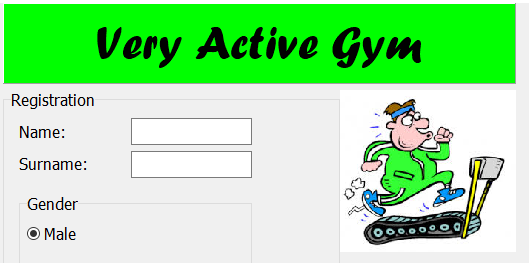 Very Active Gym
Registration
Name:
Surname:
Gender
Male